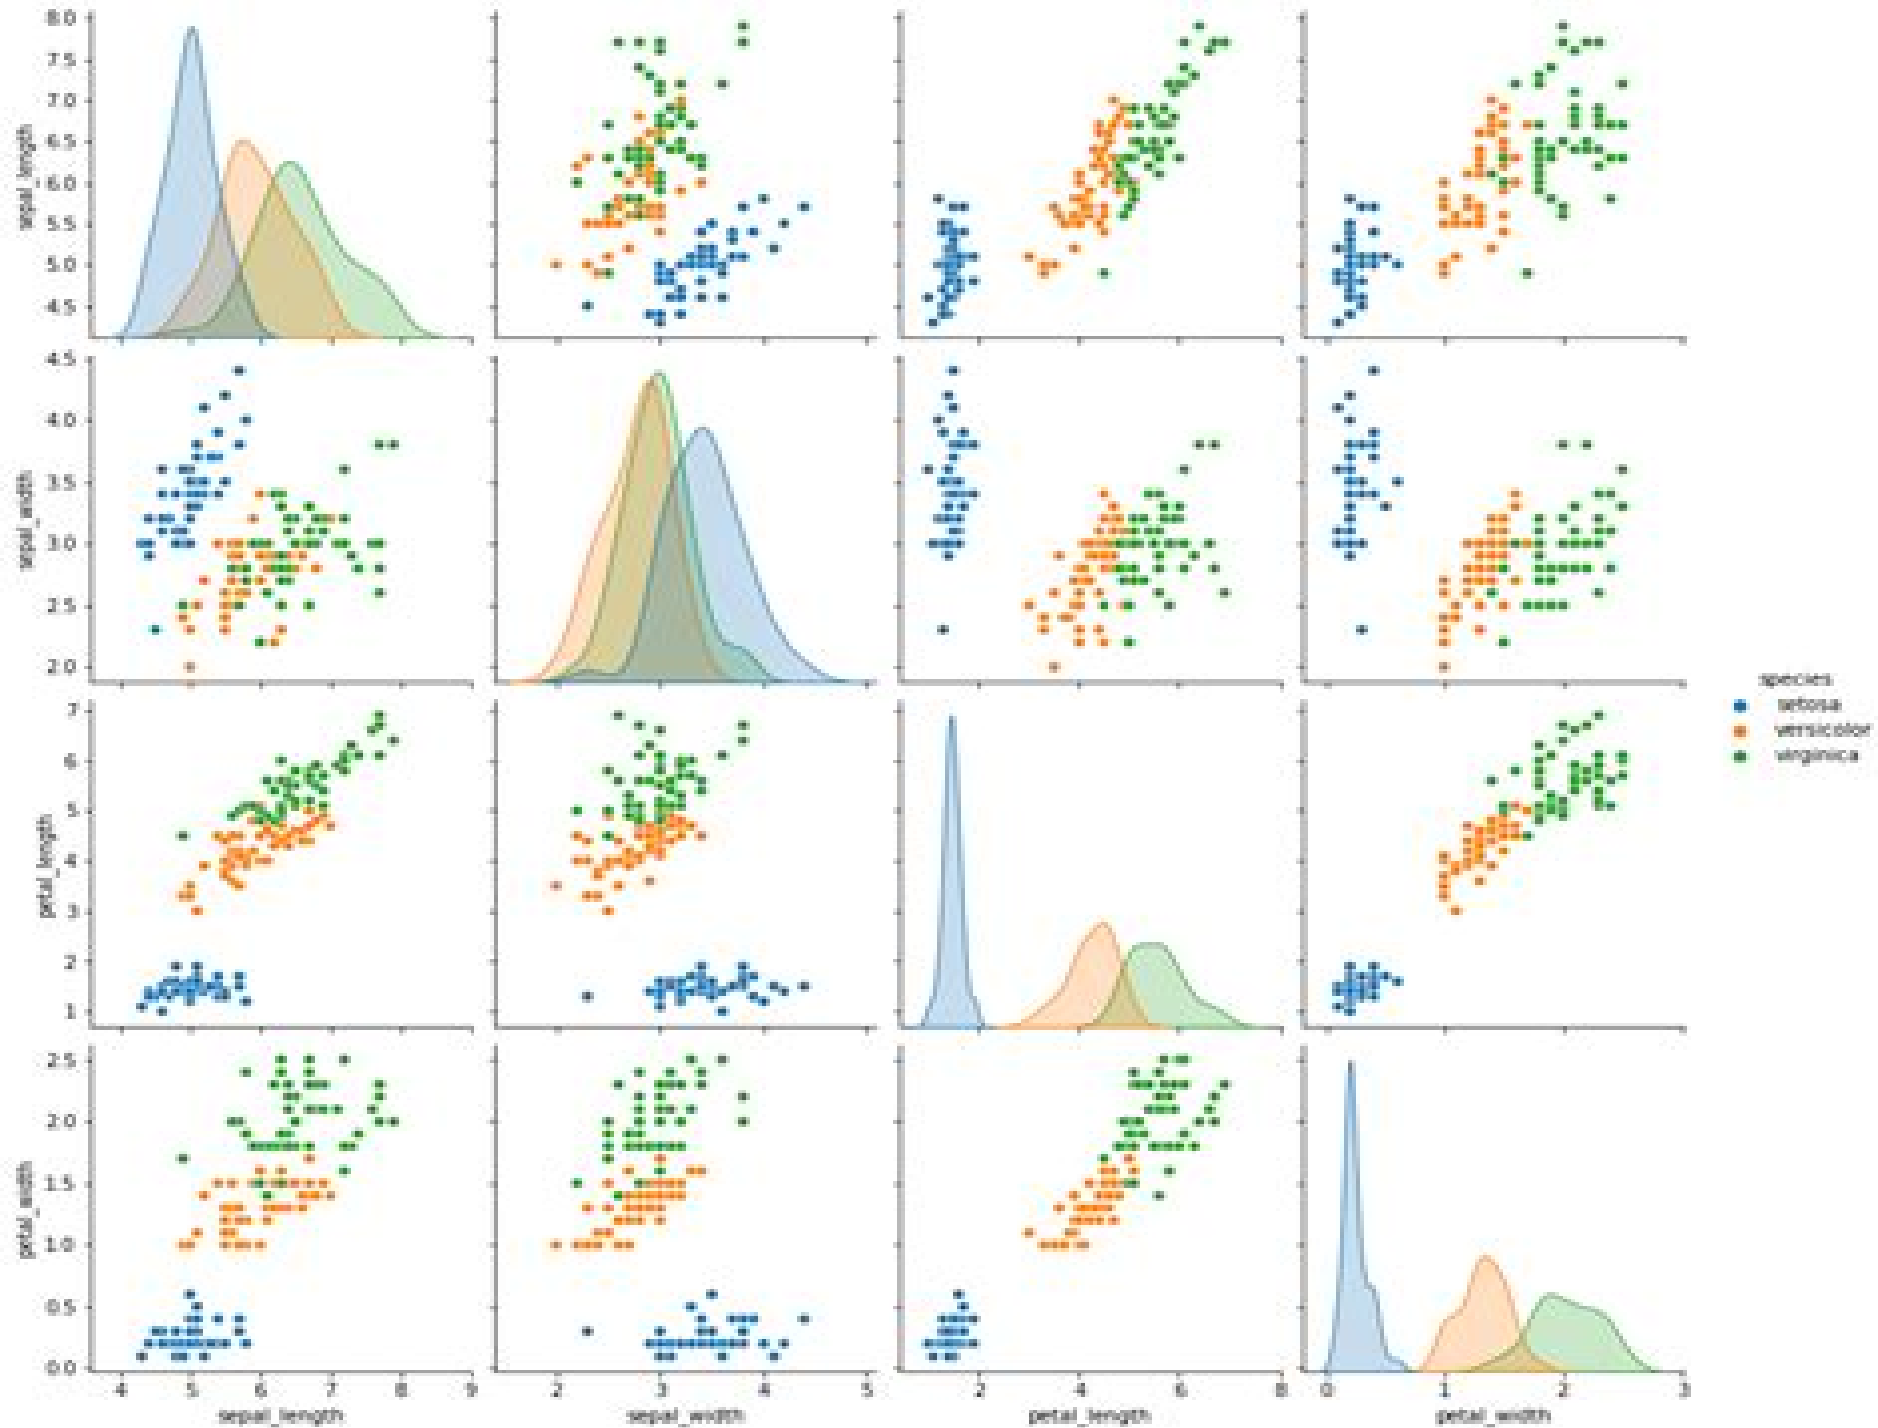 8.0
7.5
7.0
6.5
6.0
5.5
5.0
4.5
sepal_length
4.5
4.0
3.5
3.0
2.5
2.0
sepal_width
7
6
5
4
3
2
1
petal_length
2.5
2.0
1.5
1.0
0.5
0.0
petal_width
4 5 6 7 8 9
sepal_length
2 3 4 5
sepal_width
2 4 6 8
petal_length
0 1 2 3
petal_width
species
setosa
versicolor
virginica